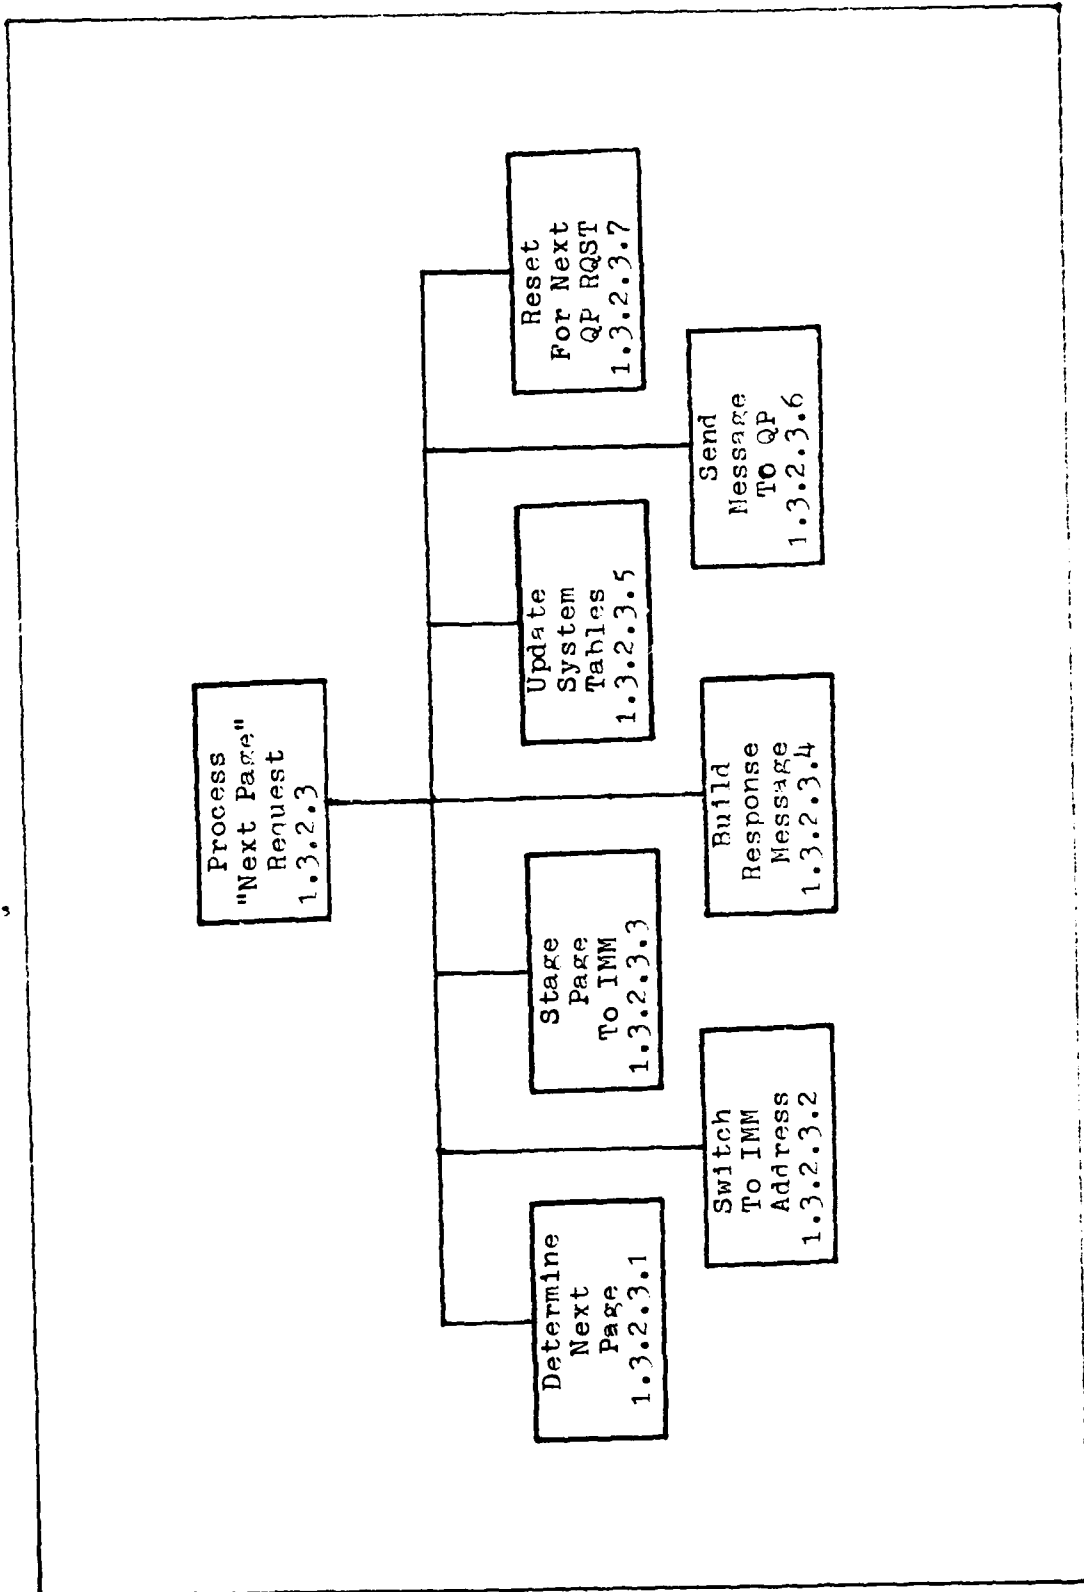 Process
"Next Page"
Request
1.3.2.3
Determine
Next
Page
1.3.2.3.1
Switch
To IMM
Address
1.3.2.3.2
Stage
Page
To IMM
1.3.2.3.3
Build
Response
Message
1.3.2.3.4
Update
System
Tables
1.3.2.3.5
Send
Message
To QP
1.3.2.3.6
Reset
For Next
QP RQST
1.3.2.3.7